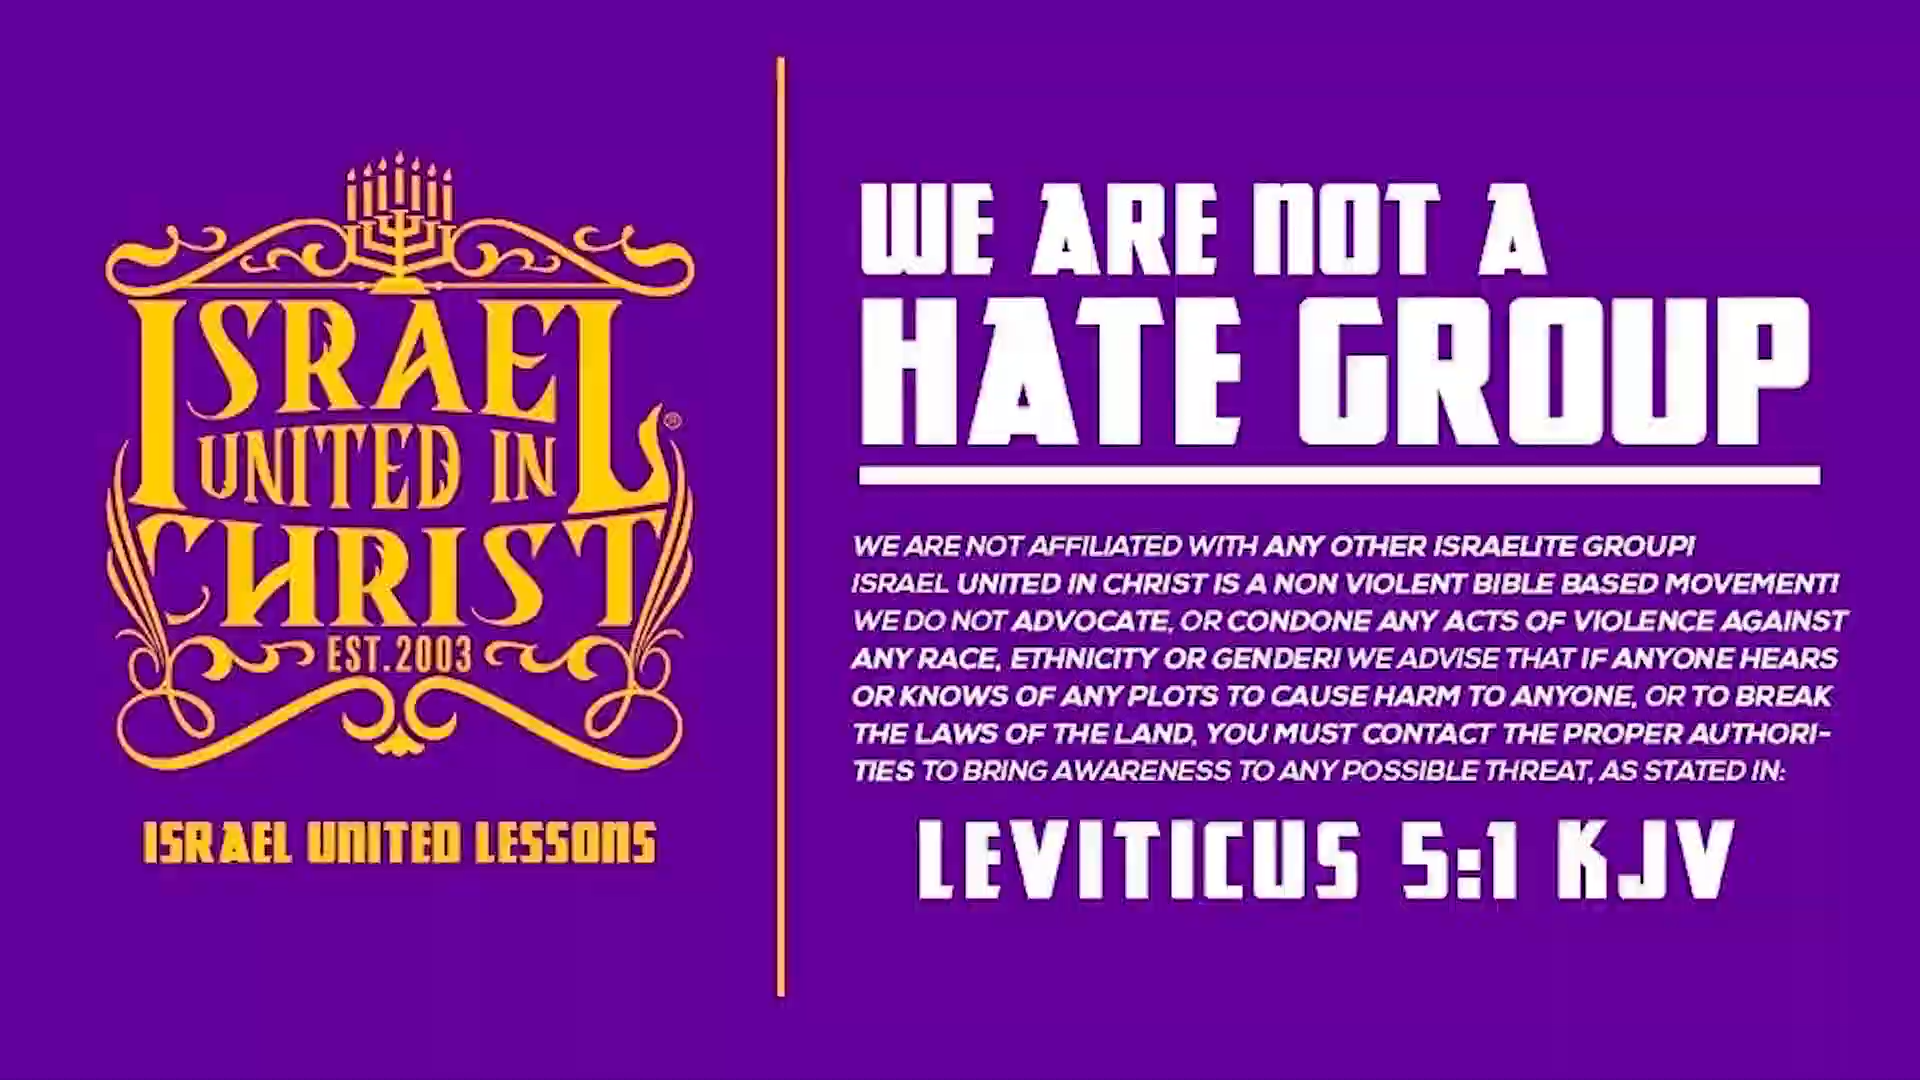 ISRAEL
UNITED IN
CHRIST
®
EST.2003
ISRAEL UNITED LESSONS
WE ARE NOT A
HATE GROUP
WE ARE NOT AFFILIATED WITH ANY OTHER ISRAELITE GROUP!
ISRAEL UNITED IN CHRIST IS A NON VIOLENT BIBLE BASED MOVEMENT!
WE DO NOT ADVOCATE, OR CONDONE ANY ACTS OF VIOLENCE AGAINST
ANY RACE, ETHNICITY OR GENDER! WE ADVISE THAT IF ANYONE HEARS
OR KNOWS OF ANY PLOTS TO CAUSE HARM TO ANYONE, OR TO BREAK
THE LAWS OF THE LAND, YOU MUST CONTACT THE PROPER AUTHORI-
TIES TO BRING AWARENESS TO ANY POSSIBLE THREAT, AS STATED IN:
LEVITICUS 5:1 KJV